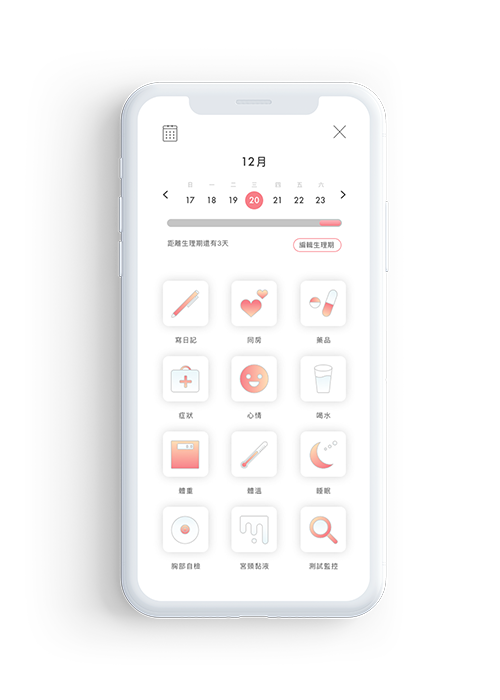 12月
日 一 二 三 四 五 六
17 18 19 20 21 22 23
距離生理期還有3天
編輯生理期
寫日記 同房 藥品
症狀 心情 喝水
體重 體溫 睡眠
胸部自檢 宮頸黏液 測試監控